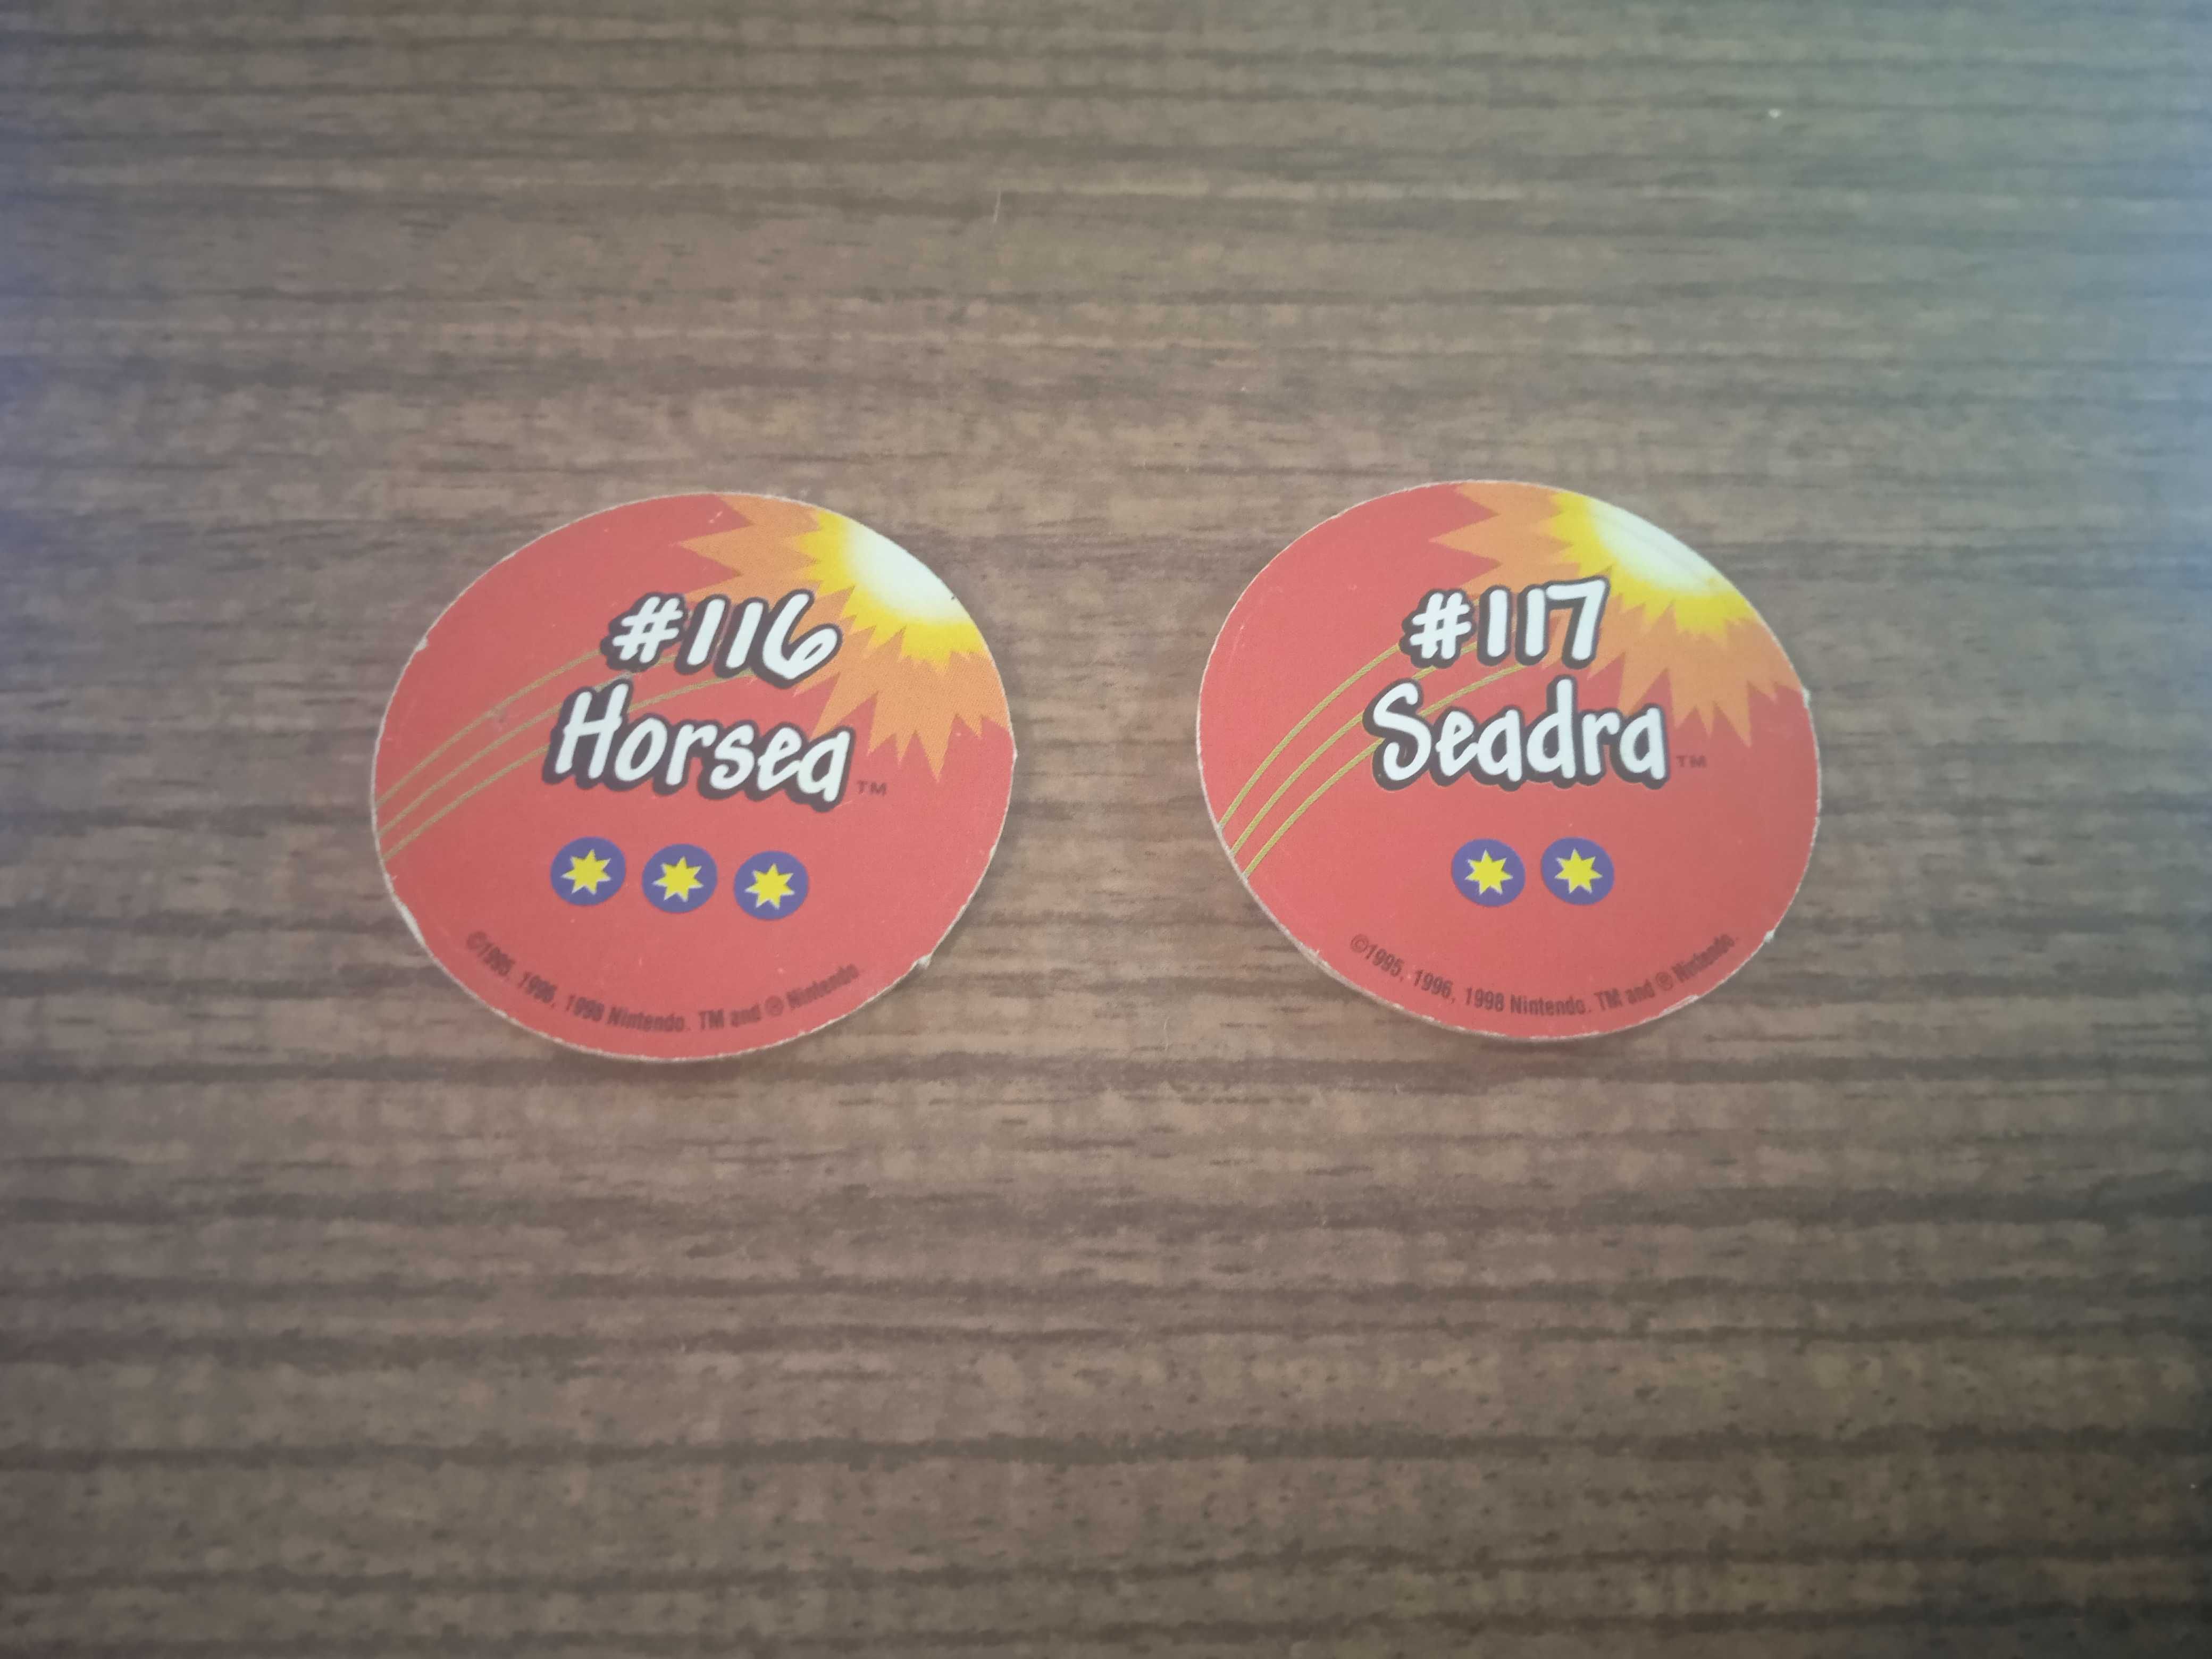 #116
Horsea™
©1995, 1996, 1998 Nintendo. TM and ® Nintendo.
#117
Seadra™
©1995, 1996, 1998 Nintendo. TM and ® Nintendo.